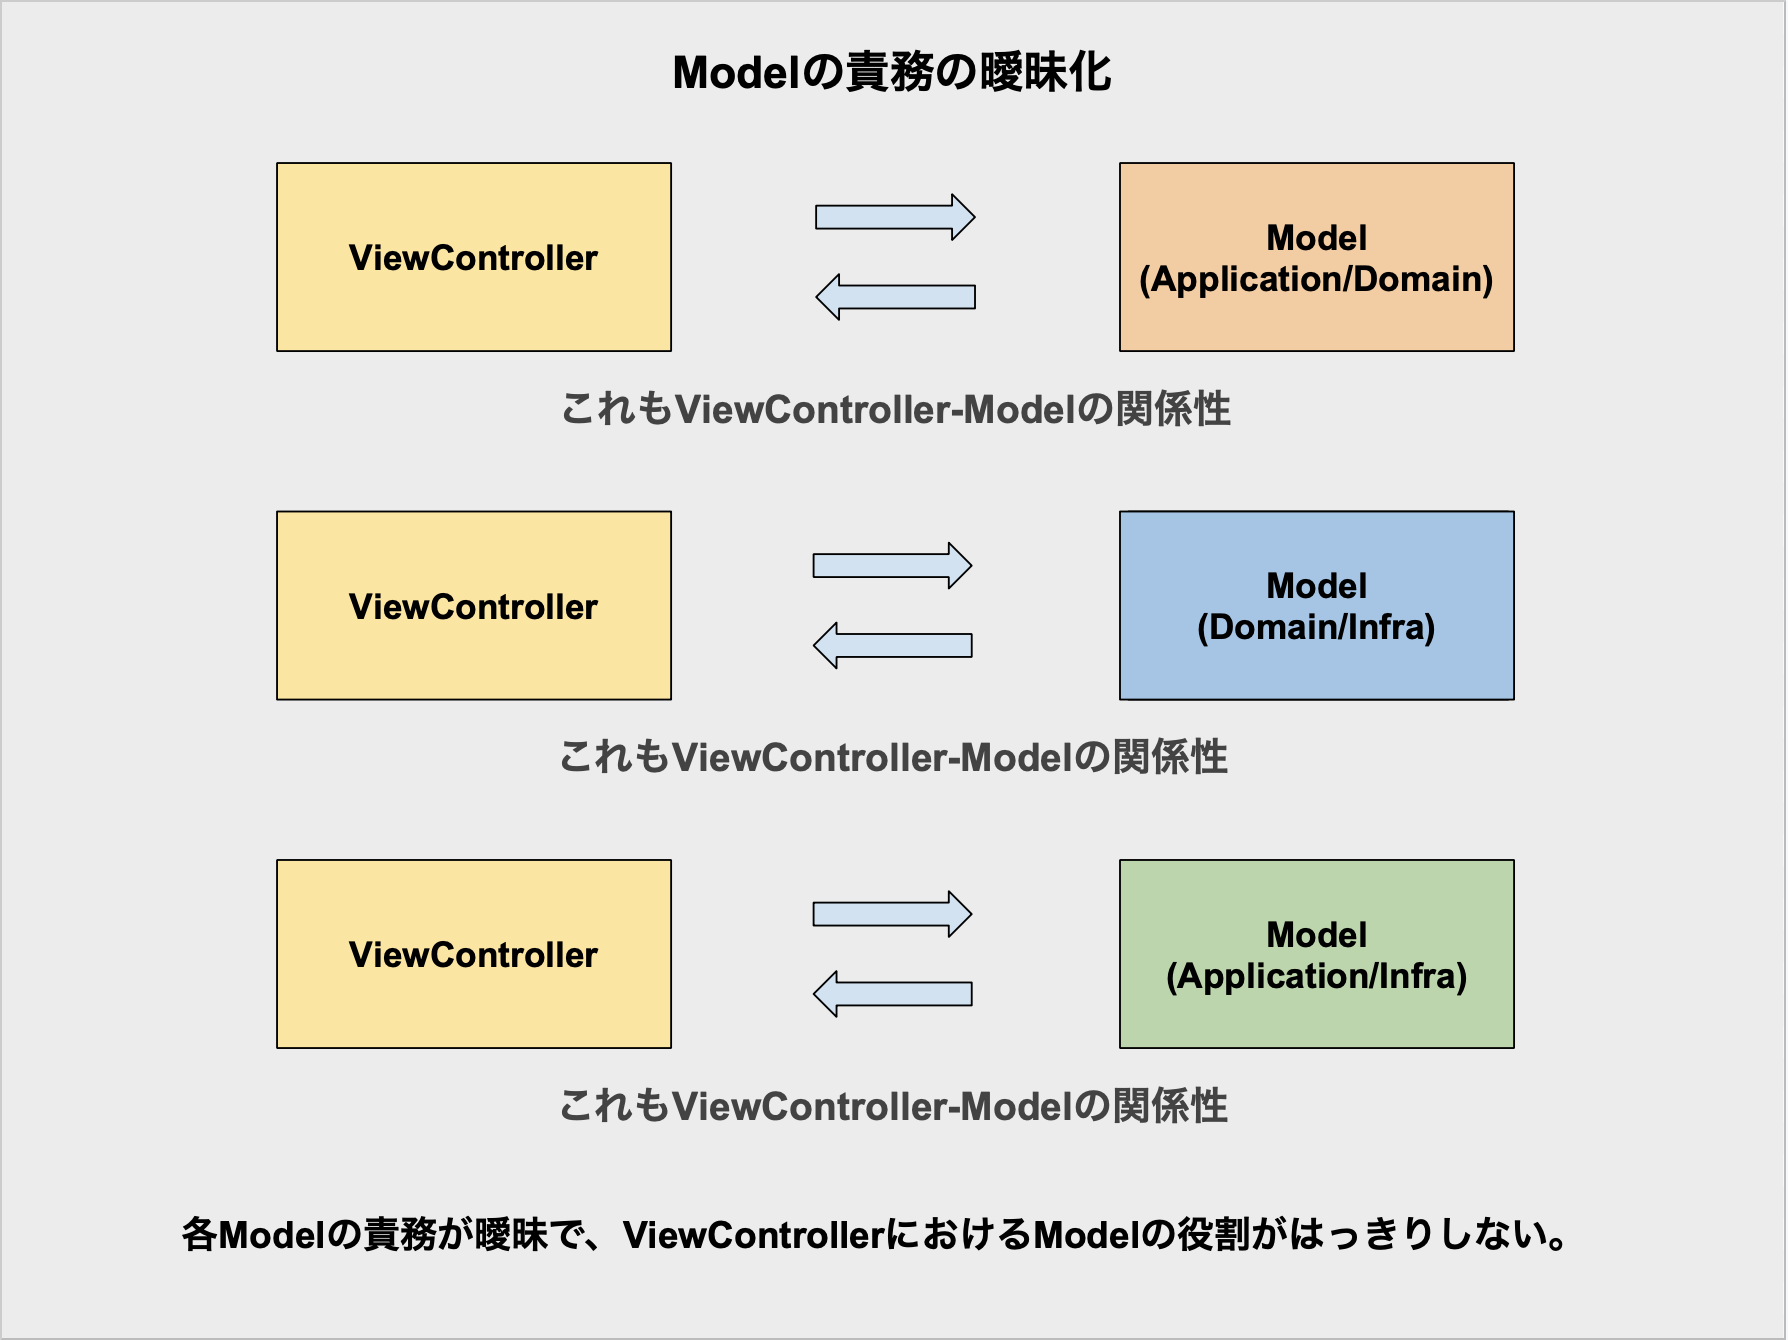 Modelの責務の曖昧化
ViewController
Model
(Application/Domain)
これもViewController-Modelの関係性
ViewController
Model
(Domain/Infra)
これもViewController-Modelの関係性
ViewController
Model
(Application/Infra)
これもViewController-Modelの関係性
各Modelの責務が曖昧で、ViewControllerにおけるModelの役割がはっきりしない。